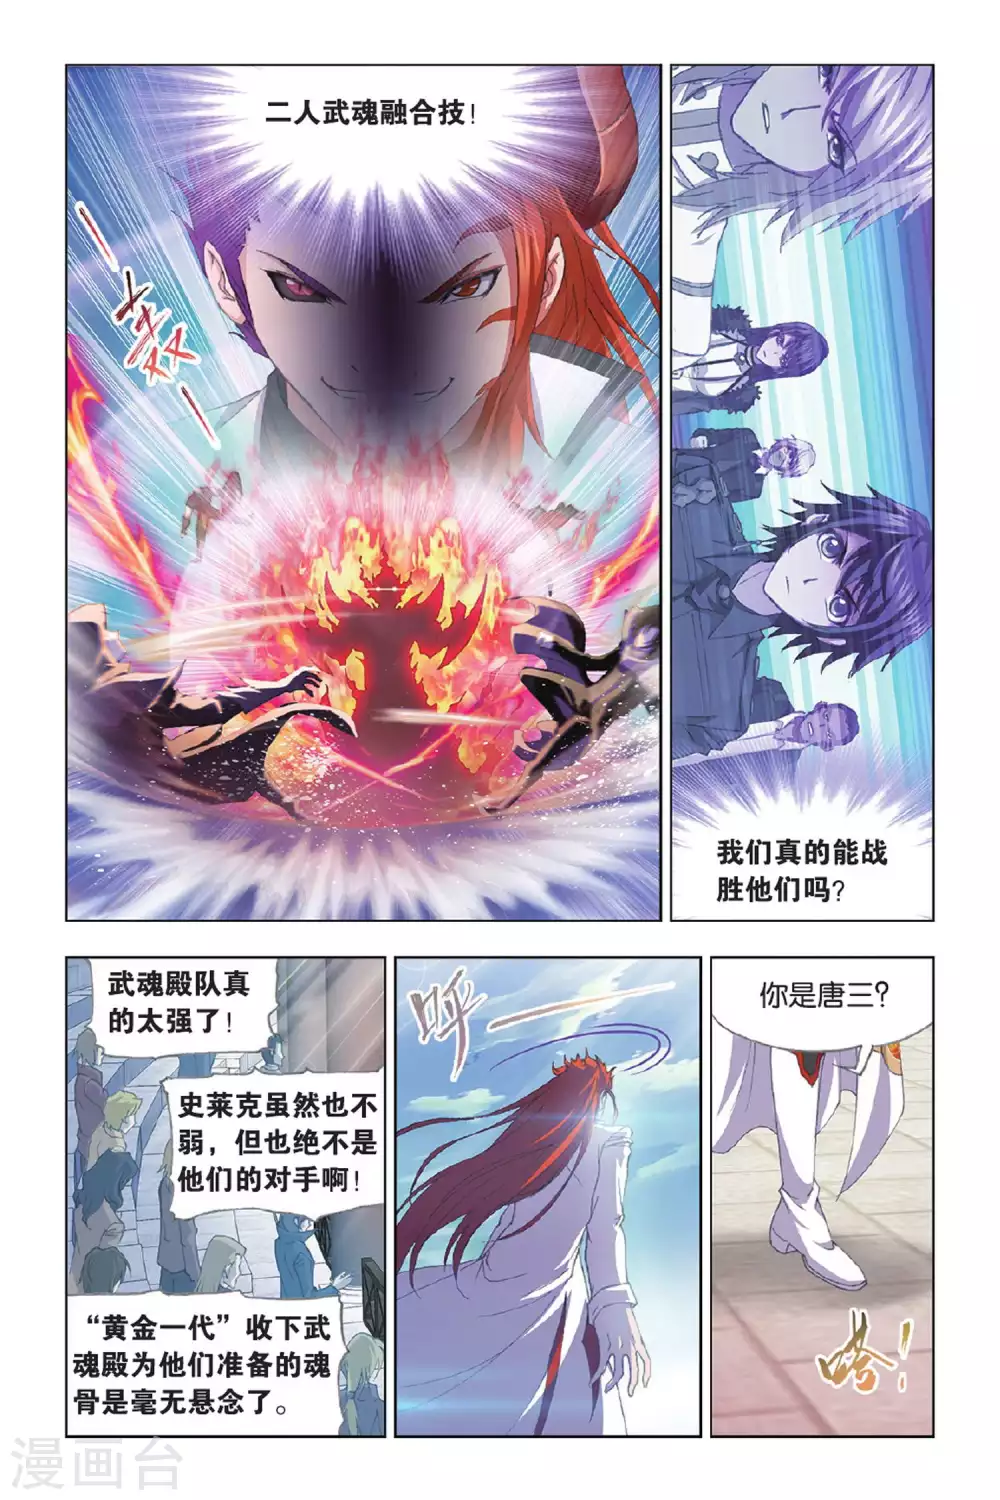 二人武魂融合技！
轰
我们真的能战
胜他们吗？
武魂殿队真
的太强了！
史莱克虽然也不
弱，但也绝不是
他们的对手啊！
“黄金一代”收下武
魂殿为他们准备的魂
骨是毫无悬念了。
呼
你是唐三？
嗒！
漫画台